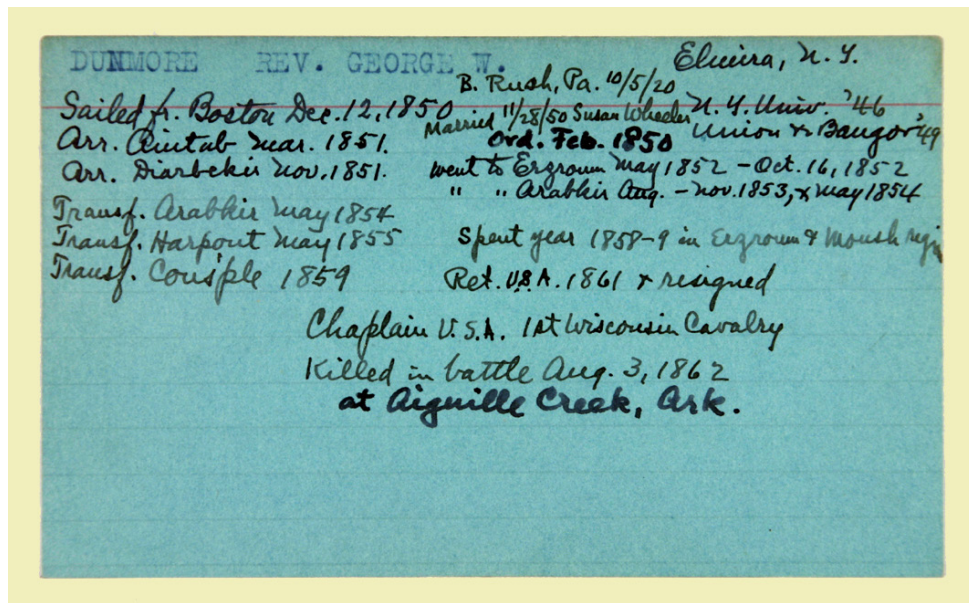 DUNMORE REV. GEORGE W. Elmira, N.Y.
B. Rush, Pa. 10/5/20
Sailed fr. Boston Dec. 12, 1850. Married 11/28/50 Susan Wheeler N.Y. Univ. '46
Arr. Aintab Mar. 1851. Ord. Feb. 1850 Union & Bangor '49
Arr. Diarbekir Nov. 1851. went to Erzroum May 1852 - Oct. 16, 1852
" " Arabkir Aug. - Nov. 1853, & May 1854
Transf. Arabkir May 1854
Transf. Harpout May 1855 Spent year 1858-9 in Erzroum & Moush regin
Transf. Cons'ple 1859 Ret. U.S.A. 1861 & resigned
Chaplain U.S.A. 1st Wisconsin Cavalry
Killed in battle Aug. 3, 1862
at Aiguille Creek, Ark.